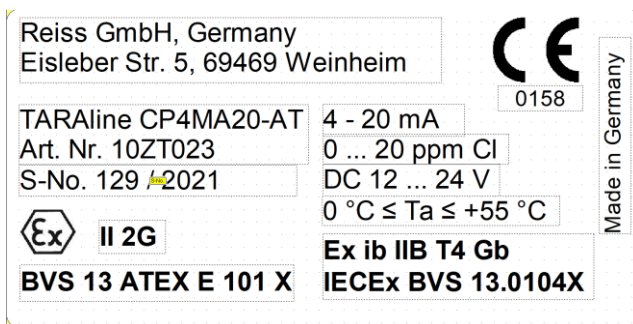 Reiss GmbH, Germany
Eisleber Str. 5, 69469 Weinheim
CE
0158
Made in Germany
TARAline CP4MA20-AT
Art. Nr. 10ZT023
S-No. 129 / 2021
S-No.
4 - 20 mA
0 ... 20 ppm Cl
DC 12 ... 24 V
0 °C ≤ Ta ≤ +55 °C
Ex II 2G
BVS 13 ATEX E 101 X
Ex ib IIB T4 Gb
IECEx BVS 13.0104X